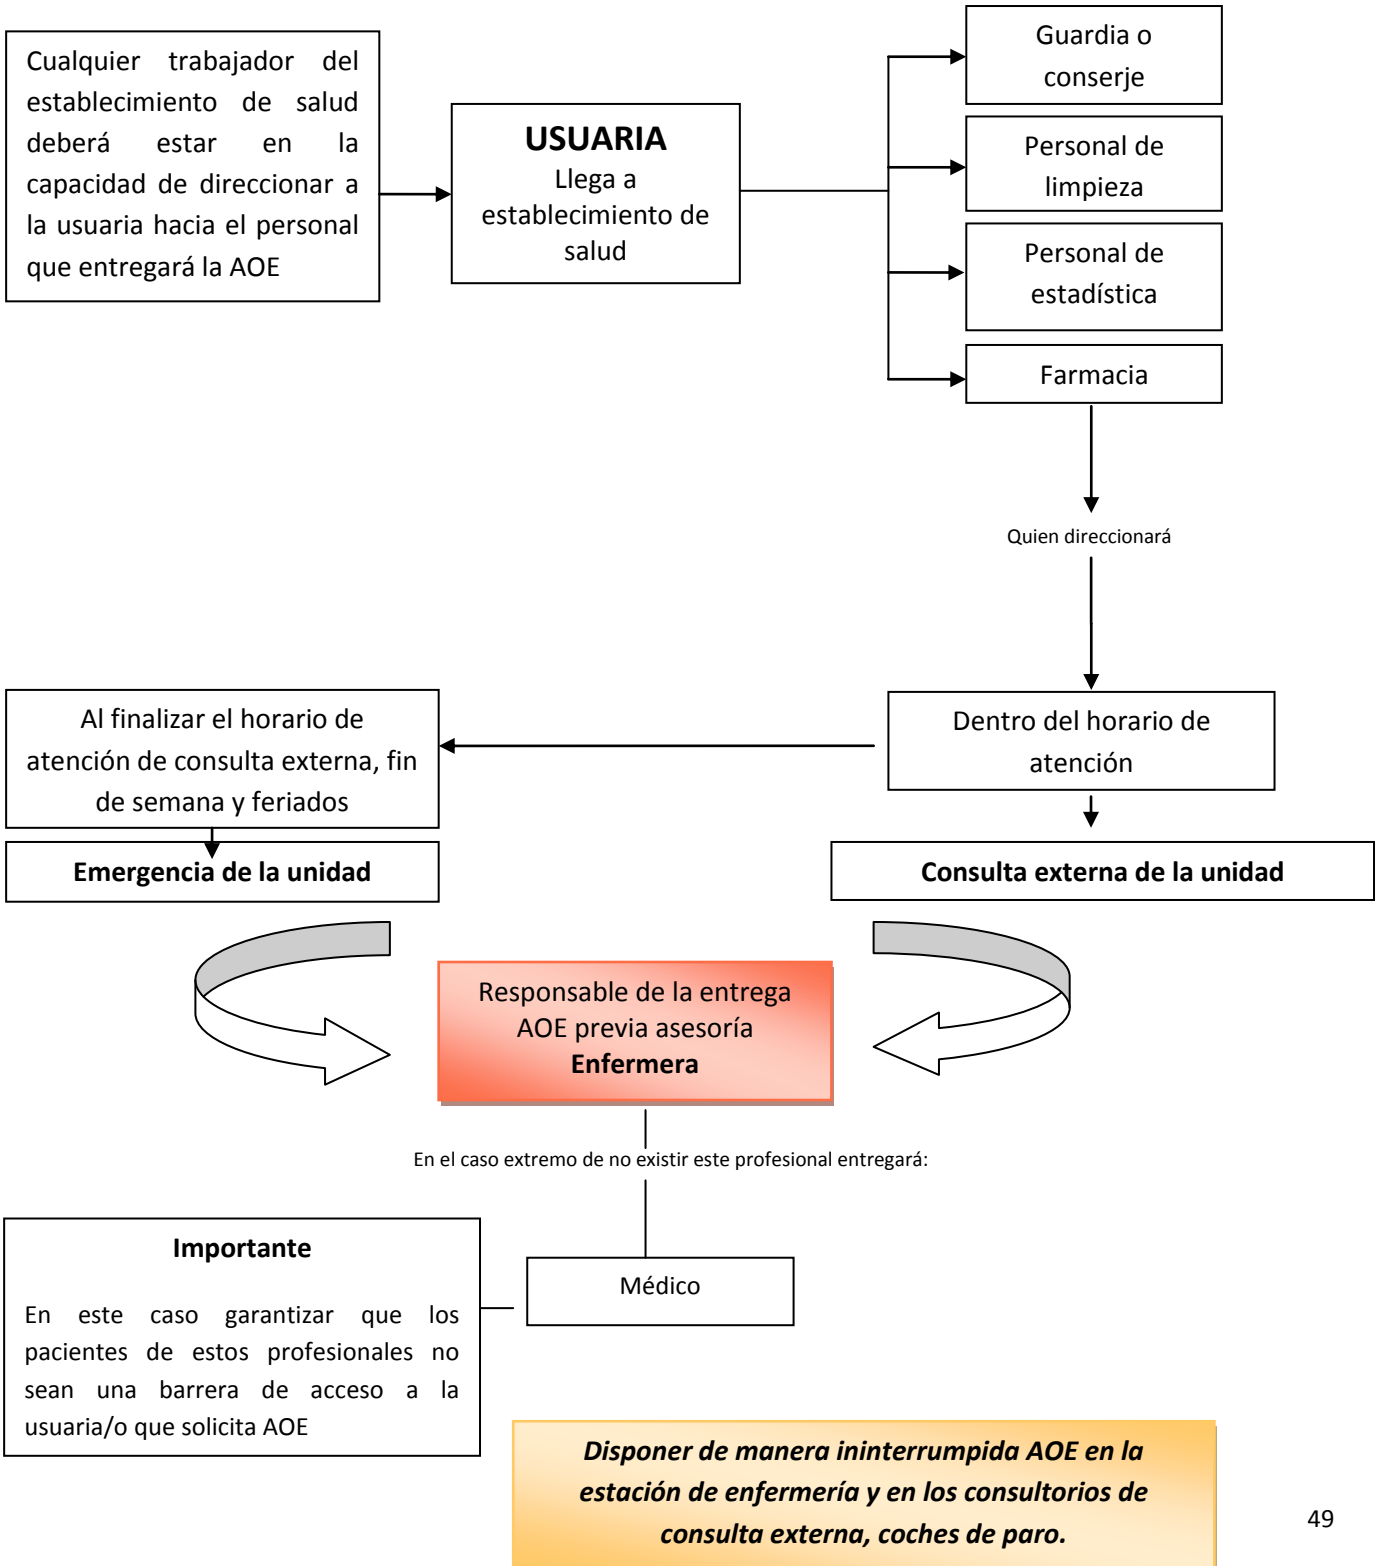 Cualquier trabajador del
establecimiento de salud
deberá estar en la
capacidad de direccionar a
la usuaria hacia el personal
que entregará la AOE
USUARIA
Llega a
establecimiento de
salud
Guardia o
conserje
Personal de
limpieza
Personal de
estadística
Farmacia
Quien direccionará
Al finalizar el horario de
atención de consulta externa, fin
de semana y feriados
Dentro del horario de
atención
Emergencia de la unidad
Consulta externa de la unidad
Responsable de la entrega
AOE previa asesoría
Enfermera
En el caso extremo de no existir este profesional entregará:
Médico
Importante
En este caso garantizar que los
pacientes de estos profesionales no
sean una barrera de acceso a la
usuaria/o que solicita AOE
Disponer de manera ininterrumpida AOE en la
estación de enfermería y en los consultorios de
consulta externa, coches de paro.
49